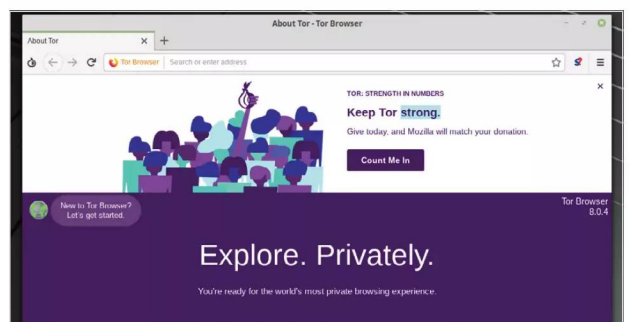 About Tor - Tor Browser
About Tor
Tor Browser
Search or enter address
TOR: STRENGTH IN NUMBERS
Keep Tor strong.
Give today, and Mozilla will match your donation.
Count Me In
New to Tor Browser?
Let's get started.
Tor Browser
8.0.4
Explore. Privately.
You're ready for the world's most private browsing experience.